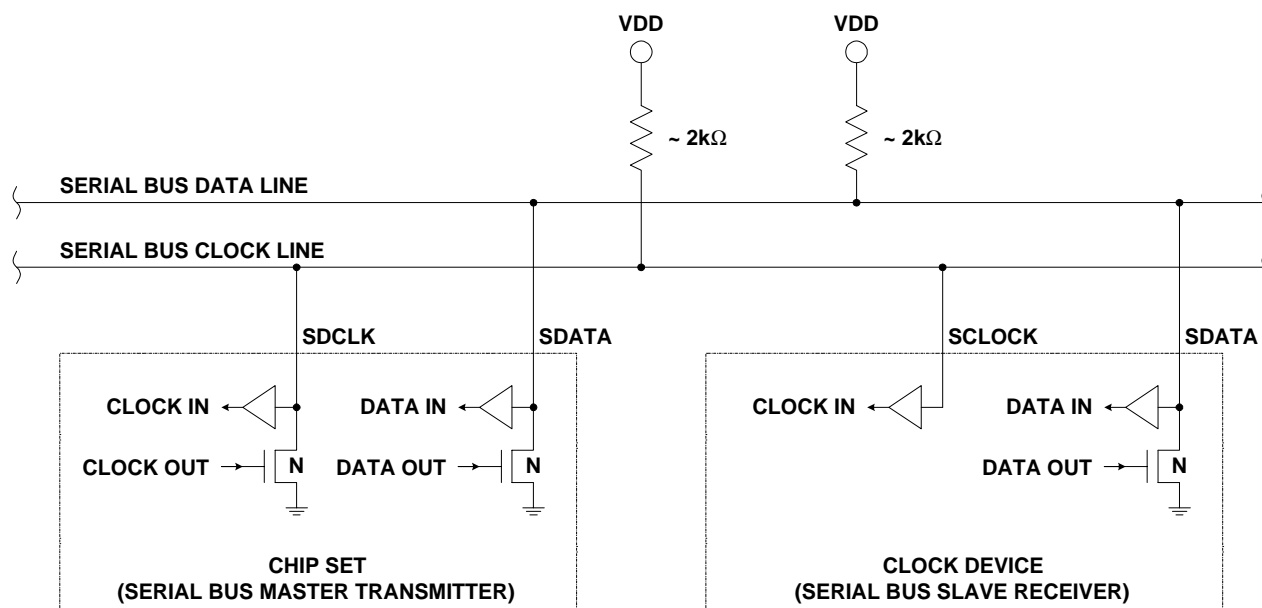 VDD VDD
~ 2kΩ ~ 2kΩ
SERIAL BUS DATA LINE
SERIAL BUS CLOCK LINE
SDCLK SDATA SCLOCK SDATA
CLOCK IN DATA IN CLOCK IN DATA IN
CLOCK OUT N DATA OUT N DATA OUT N
CHIP SET
(SERIAL BUS MASTER TRANSMITTER)
CLOCK DEVICE
(SERIAL BUS SLAVE RECEIVER)